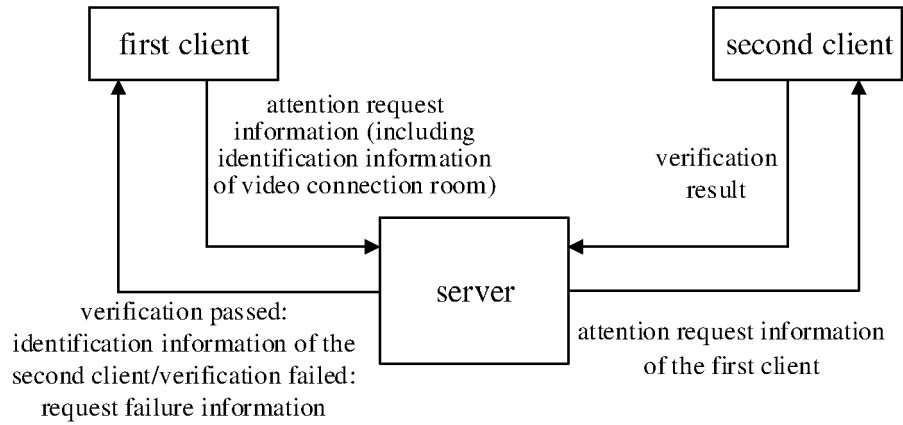 first client
second client
attention request
information (including
identification information
of video connection room)
verification
result
server
verification passed:
identification information of the
second client/verification failed:
request failure information
attention request information
of the first client